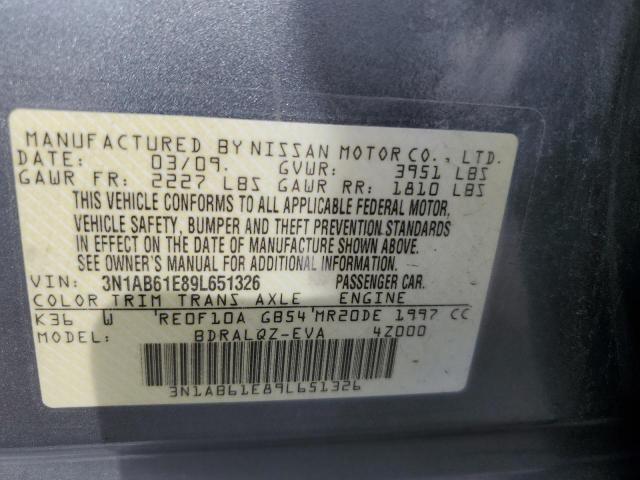 MANUFACTURED BY NISSAN MOTOR CO., LTD.
DATE: 03/09. GVWR: 3951 LBS
GAWR FR: 2227 LBS GAWR RR: 1810 LBS
THIS VEHICLE CONFORMS TO ALL APPLICABLE FEDERAL MOTOR,
VEHICLE SAFETY, BUMPER AND THEFT PREVENTION STANDARDS
IN EFFECT ON THE DATE OF MANUFACTURE SHOWN ABOVE.
SEE OWNER'S MANUAL FOR ADDITIONAL INFORMATION.
VIN: 3N1AB61E89L651326 PASSENGER CAR.
COLOR TRIM TRANS AXLE ENGINE
K36 W RE0F10A GB54 MR20DE 1997 CC
MODEL: BDRALQZ-EVA 4Z000
3N1AB61E89L651326